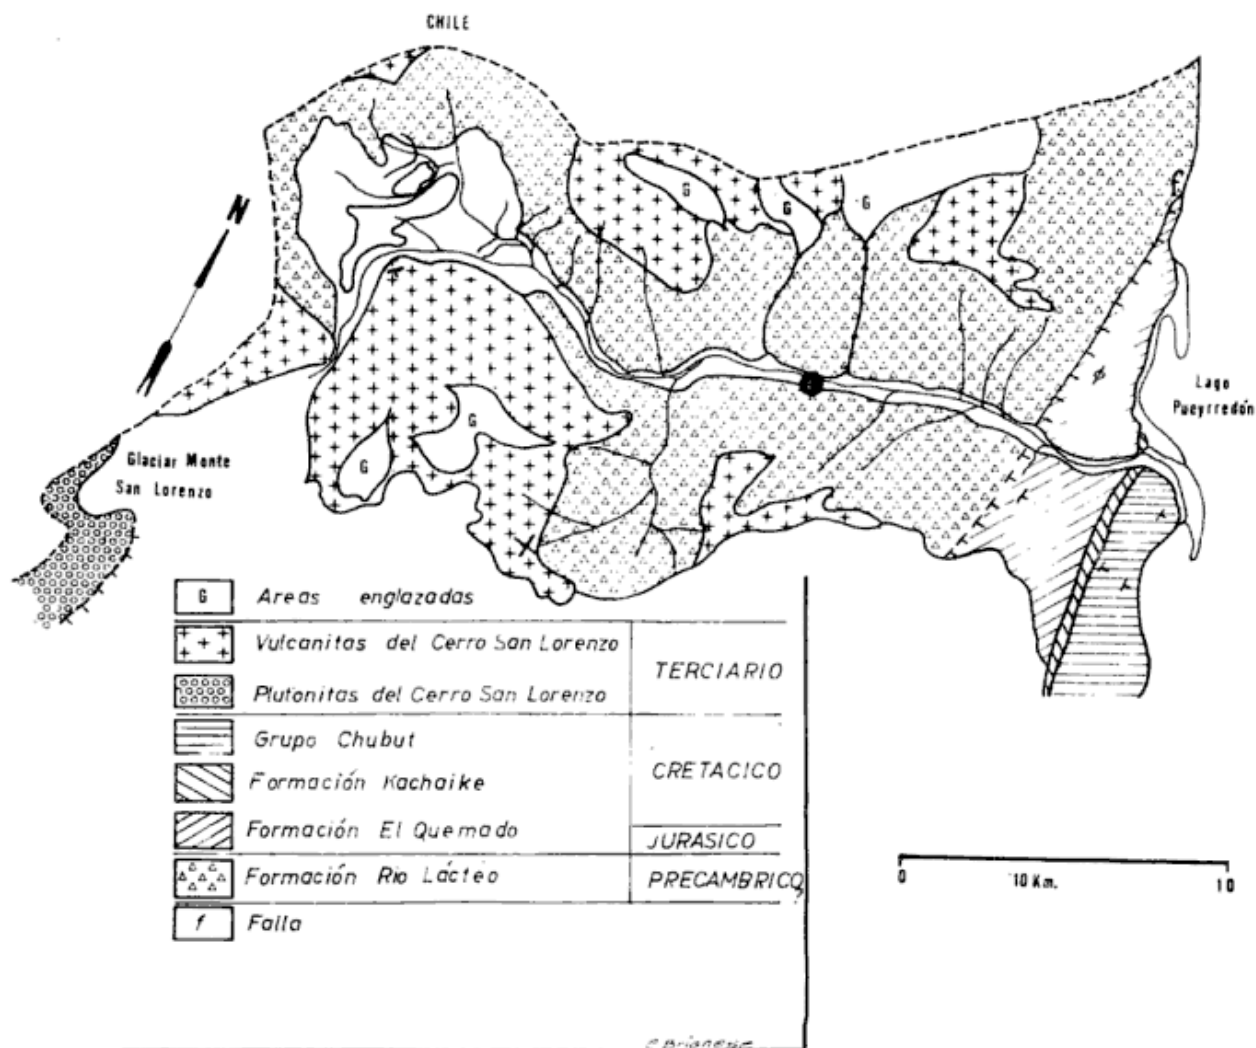 CHILE
N
G
G
G
G
G
f
Lago
Pueyrredón
Glaciar Monte
San Lorenzo
G Areas englazadas
Vulcanitas del Cerro San Lorenzo
TERCIARIO
Plutonitas del Cerro San Lorenzo
Grupo Chubut
CRETACICO
Formación Kachaike
Formación El Quemado
JURASICO
Formación Río Lácteo
PRECAMBRICO
f Falla
0 10 Km. 10